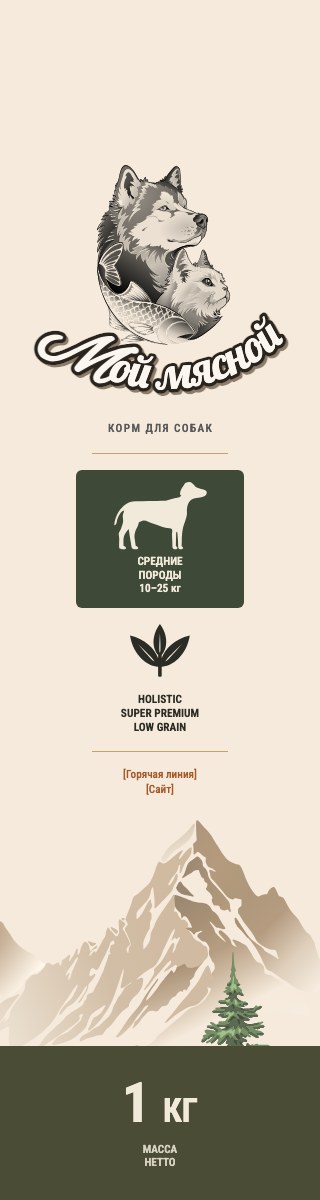 Мой мясной
КОРМ ДЛЯ СОБАК
СРЕДНИЕ
ПОРОДЫ
10–25 кг
HOLISTIC
SUPER PREMIUM
LOW GRAIN
[Горячая линия]
[Сайт]
1 кг
МАССА
НЕТТО